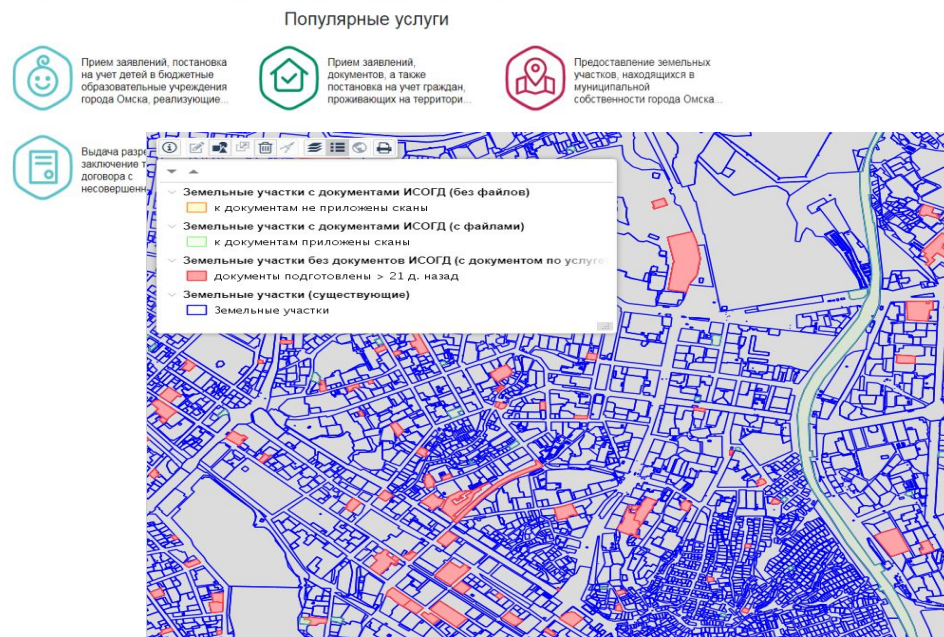 Популярные услуги
Прием заявлений, постановка
на учет детей в бюджетные
образовательные учреждения
города Омска, реализующие...
Прием заявлений,
документов, а также
постановка на учет граждан,
проживающих на территори...
Предоставление земельных
участков, находящихся в
муниципальной
собственности города Омска...
Выдача разре
заключение т
договора с
несовершенн
Земельные участки с документами ИСОГД (без файлов)
к документам не приложены сканы
Земельные участки с документами ИСОГД (с файлами)
к документам приложены сканы
Земельные участки без документов ИСОГД (с документом по услуге
документы подготовлены > 21 д. назад
Земельные участки (существующие)
Земельные участки